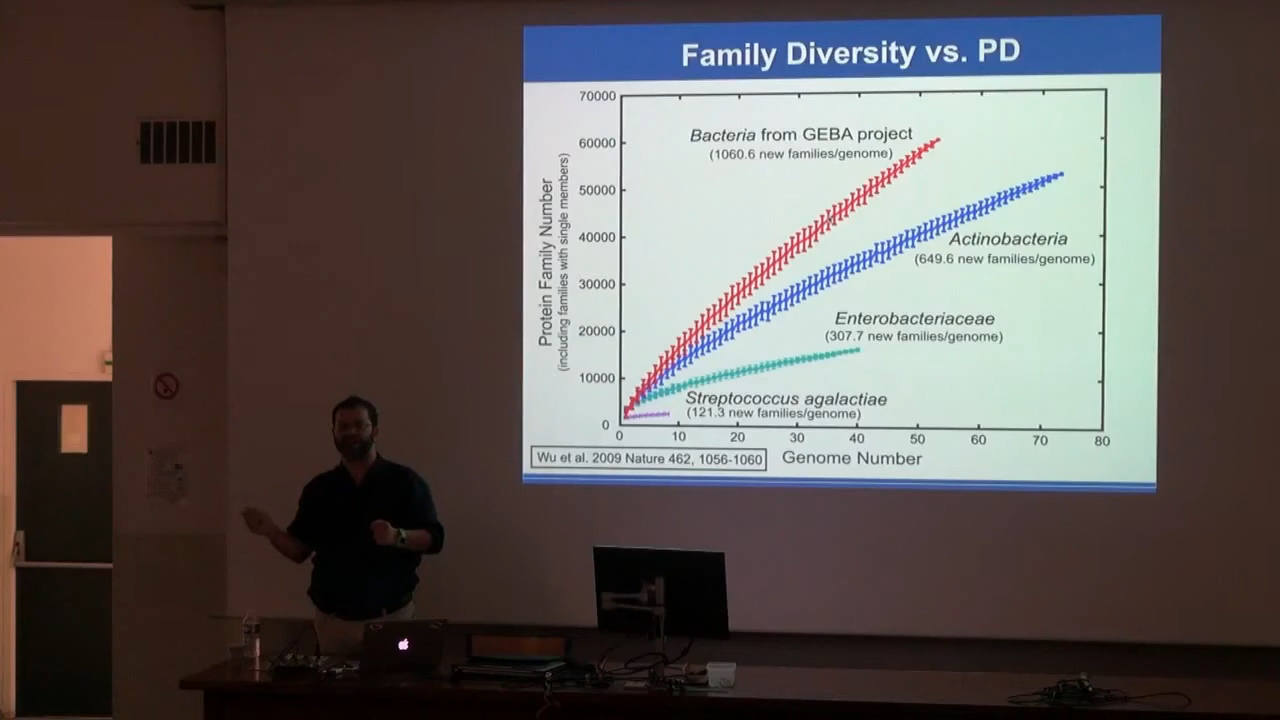 Family Diversity vs. PD
70000
60000
50000
40000
30000
20000
10000
0
Protein Family Number
(including families with single members)
Bacteria from GEBA project
(1060.6 new families/genome)
Actinobacteria
(649.6 new families/genome)
Enterobacteriaceae
(307.7 new families/genome)
Streptococcus agalactiae
(121.3 new families/genome)
0 10 20 30 40 50 60 70 80
Genome Number
Wu et al. 2009 Nature 462, 1056-1060